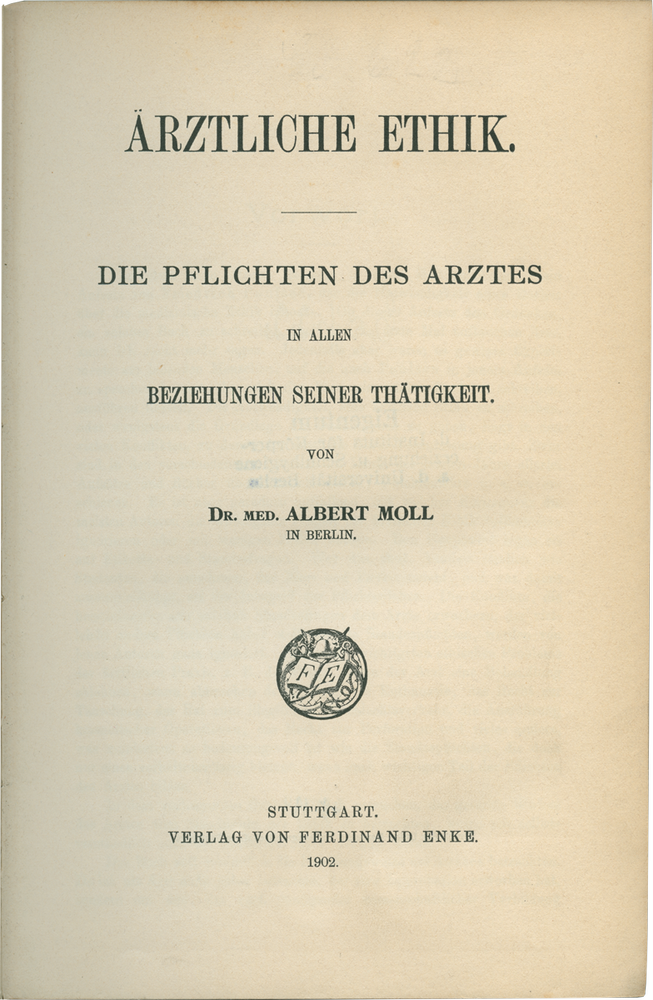 ÄRZTLICHE ETHIK.
DIE PFLICHTEN DES ARZTES
IN ALLEN
BEZIEHUNGEN SEINER THÄTIGKEIT.
VON
DR. MED. ALBERT MOLL
IN BERLIN.
F E
STUTTGART.
VERLAG VON FERDINAND ENKE.
1902.